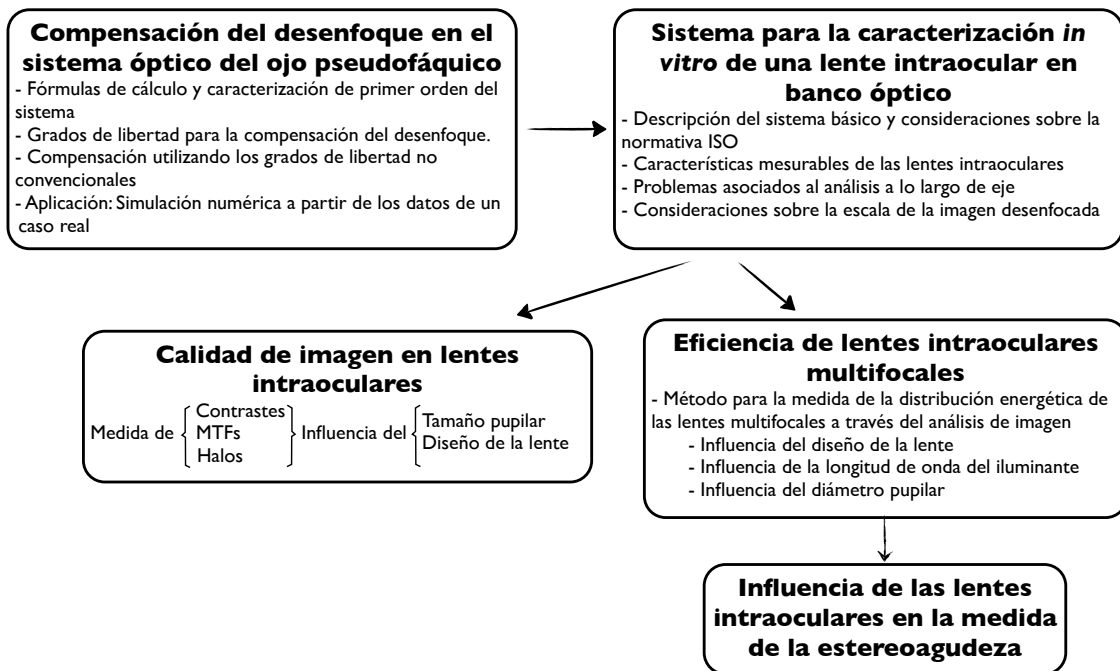 Compensación del desenfoque en el
sistema óptico del ojo pseudofáquico
- Fórmulas de cálculo y caracterización de primer orden del
sistema
- Grados de libertad para la compensación del desenfoque.
- Compensación utilizando los grados de libertad no
convencionales
- Aplicación: Simulación numérica a partir de los datos de un
caso real
Sistema para la caracterización in
vitro de una lente intraocular en
banco óptico
- Descripción del sistema básico y consideraciones sobre la
normativa ISO
- Características mesurables de las lentes intraoculares
- Problemas asociados al análisis a lo largo de eje
- Consideraciones sobre la escala de la imagen desenfocada
Calidad de imagen en lentes
intraoculares
Medida de
Contrastes
MTFs
Halos
Influencia del
Tamaño pupilar
Diseño de la lente
Eficiencia de lentes intraoculares
multifocales
- Método para la medida de la distribución energética de
las lentes multifocales a través del análisis de imagen
- Influencia del diseño de la lente
- Influencia de la longitud de onda del iluminante
- Influencia del diámetro pupilar
Influencia de las lentes
intraoculares en la medida
de la estereoagudeza